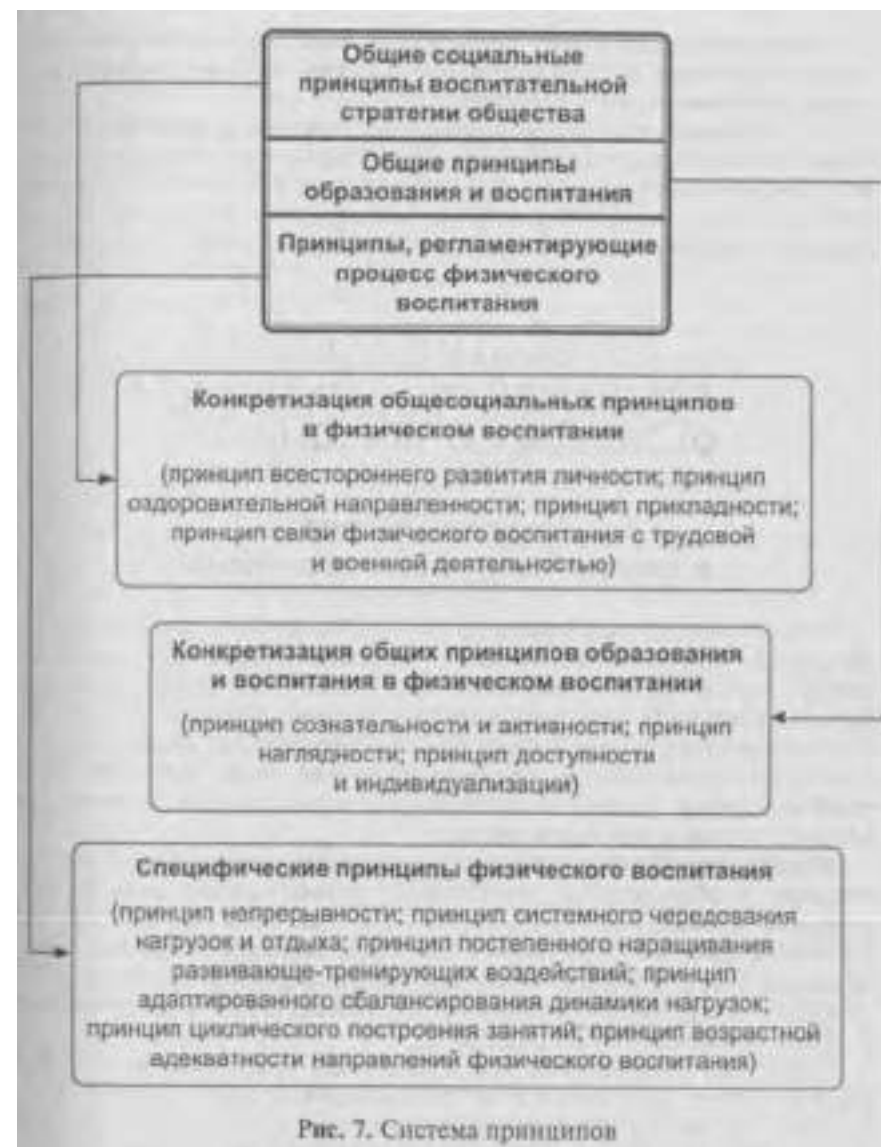 Общие социальные
принципы воспитательной
стратегии общества
Общие принципы
образования и воспитания
Принципы, регламентирующие
процесс физического
воспитания
Конкретизация общесоциальных принципов
в физическом воспитании
(принцип всестороннего развития личности; принцип
оздоровительной направленности; принцип прикладности;
принцип связи физического воспитания с трудовой
и военной деятельностью)
Конкретизация общих принципов образования
и воспитания в физическом воспитании
(принцип сознательности и активности; принцип
наглядности; принцип доступности
и индивидуализации)
Специфические принципы физического воспитания
(принцип непрерывности; принцип системного чередования
нагрузок и отдыха; принцип постепенного наращивания
развивающе-тренирующих воздействий; принцип
адаптированного сбалансирования динамики нагрузок;
принцип циклического построения занятий; принцип возрастной
адекватности направлений физического воспитания)
Рис. 7. Система принципов